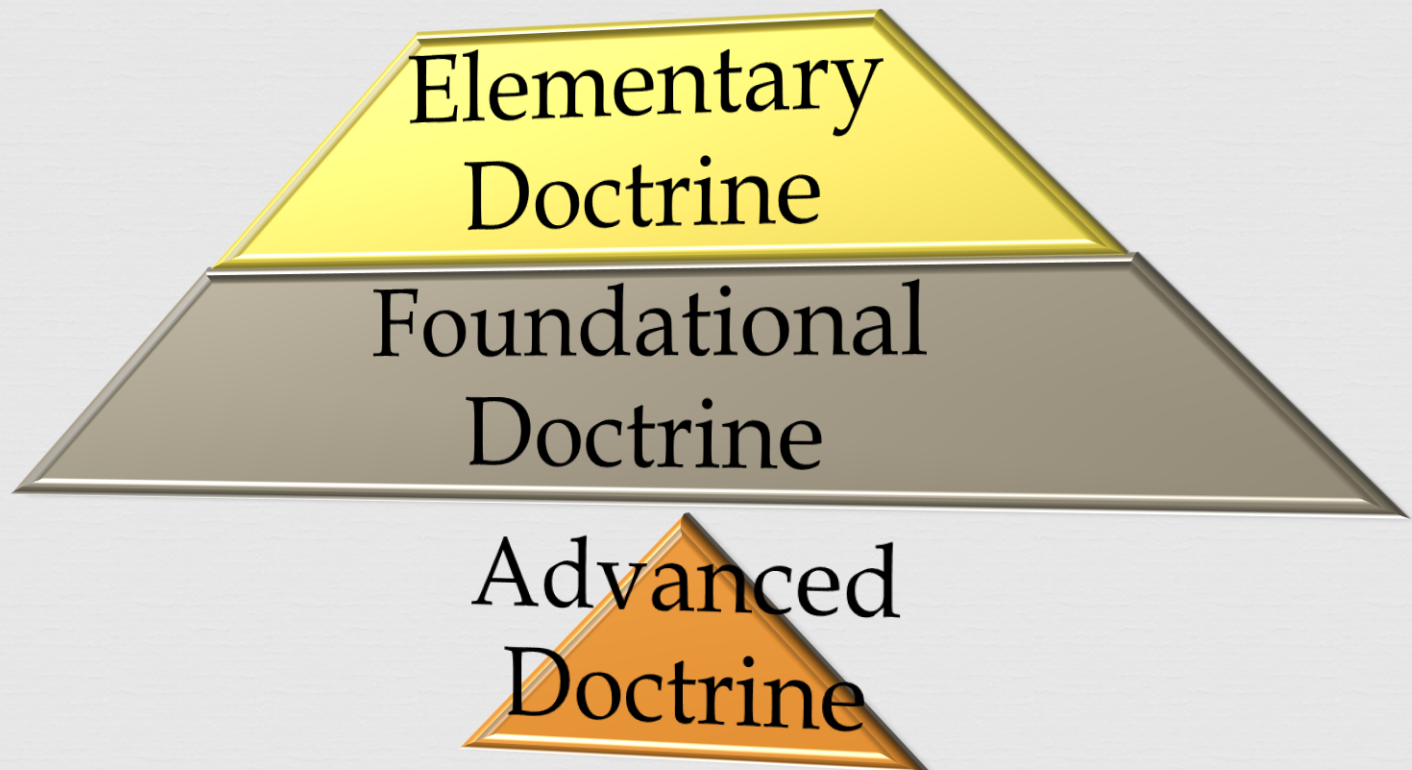 Elementary
Doctrine
Foundational
Doctrine
Advanced
Doctrine